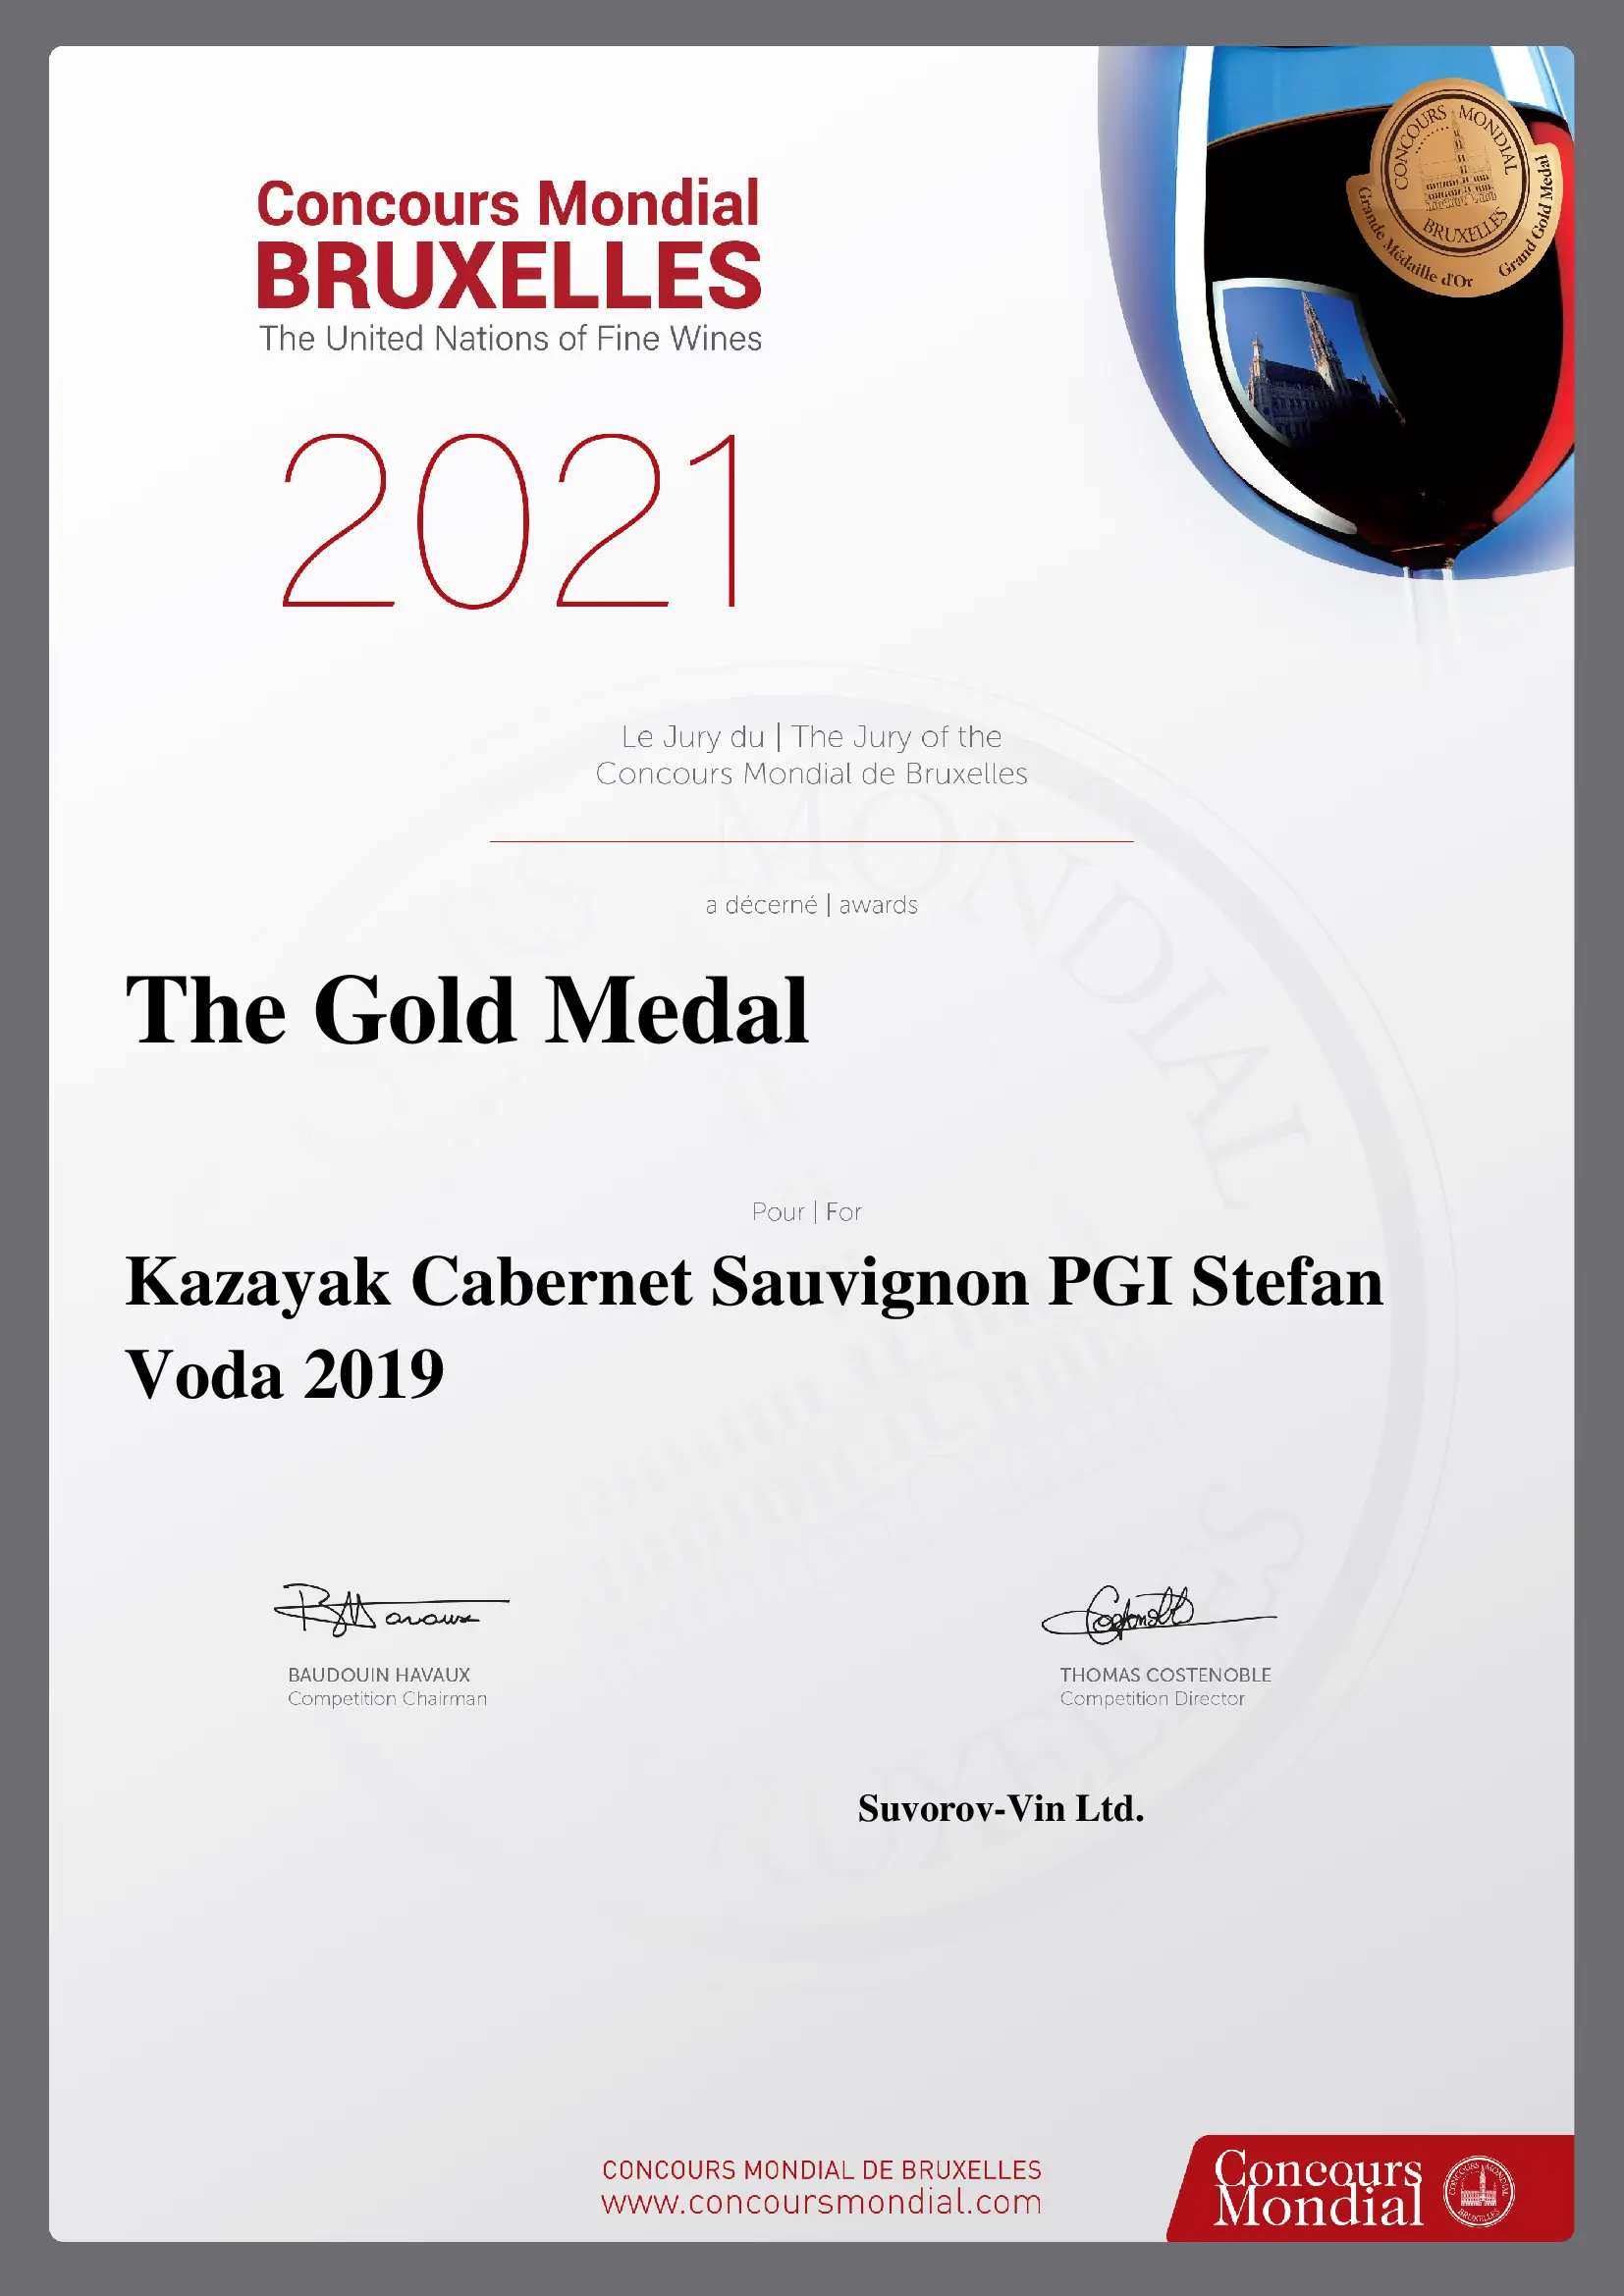 Concours Mondial
BRUXELLES
The United Nations of Fine Wines
CONCOURS MONDIAL
BRUXELLES
Grande Médaille d'Or Grand Gold Medal
2021
Le Jury du | The Jury of the
Concours Mondial de Bruxelles
a décerné | awards
The Gold Medal
Pour | For
Kazayak Cabernet Sauvignon PGI Stefan
Voda 2019
BAUDOUIN HAVAUX
Competition Chairman
THOMAS COSTENOBLE
Competition Director
Suvorov-Vin Ltd.
CONCOURS MONDIAL DE BRUXELLES
www.concoursmondial.com
Concours
Mondial
CONCOURS MONDIAL
BRUXELLES